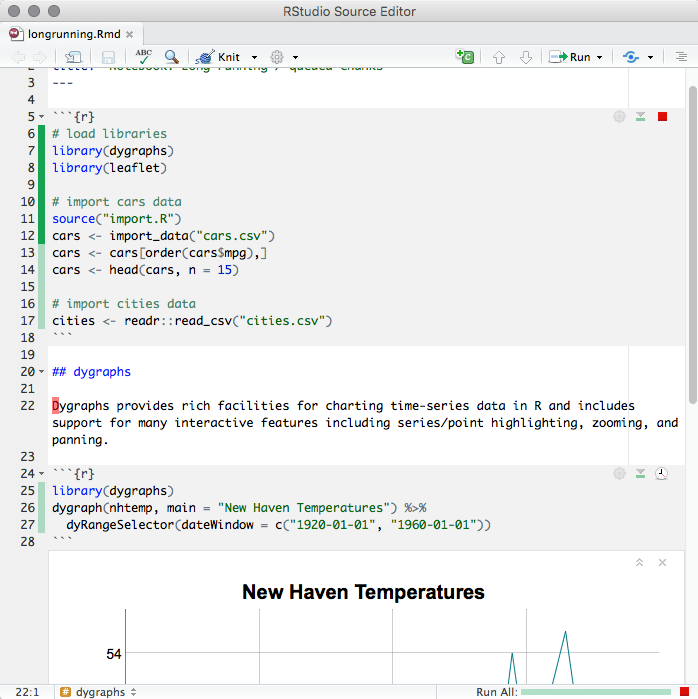 RStudio Source Editor
longrunning.Rmd
ABC Knit Run
3 ---
4
5 ```{r}
6 # load libraries
7 library(dygraphs)
8 library(leaflet)
9
10 # import cars data
11 source("import.R")
12 cars <- import_data("cars.csv")
13 cars <- cars[order(cars$mpg),]
14 cars <- head(cars, n = 15)
15
16 # import cities data
17 cities <- readr::read_csv("cities.csv")
18 ```
19
20 ## dygraphs
21
22 Dygraphs provides rich facilities for charting time-series data in R and includes
support for many interactive features including series/point highlighting, zooming, and
panning.
23
24 ```{r}
25 library(dygraphs)
26 dygraph(nhtemp, main = "New Haven Temperatures") %>%
27 dyRangeSelector(dateWindow = c("1920-01-01", "1960-01-01"))
28 ```
New Haven Temperatures
54
22:1 # dygraphs Run All: